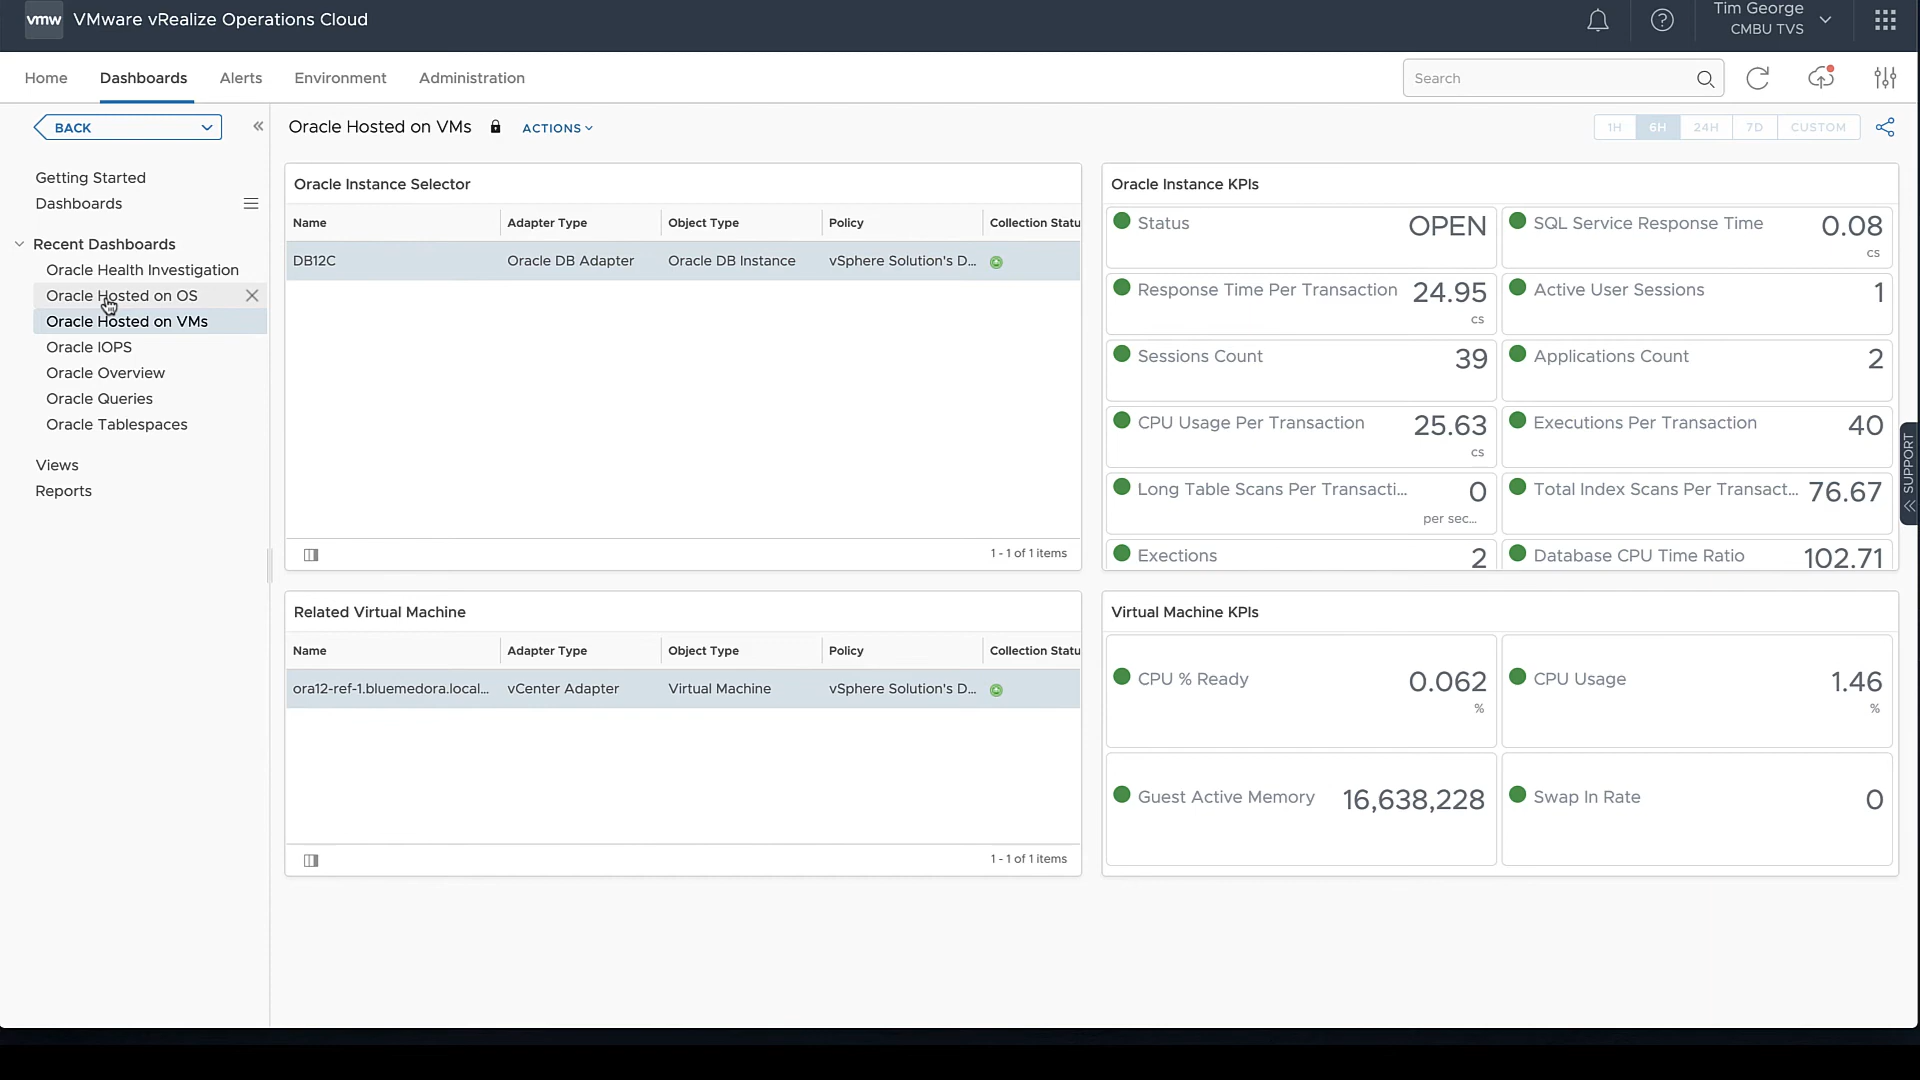 vmw VMware vRealize Operations Cloud
Tim George
CMBU TVS
Home Dashboards Alerts Environment Administration
Search
BACK
Getting Started
Dashboards
Recent Dashboards
Oracle Health Investigation
Oracle Hosted on OS
Oracle Hosted on VMs
Oracle IOPS
Oracle Overview
Oracle Queries
Oracle Tablespaces
Views
Reports
Oracle Hosted on VMs ACTIONS
1H 6H 24H 7D CUSTOM
Oracle Instance Selector
Name Adapter Type Object Type Policy Collection Statu
DB12C Oracle DB Adapter Oracle DB Instance vSphere Solution's D...
1 - 1 of 1 items
Oracle Instance KPIs
Status OPEN
SQL Service Response Time 0.08
cs
Response Time Per Transaction 24.95
cs
Active User Sessions 1
Sessions Count 39
Applications Count 2
CPU Usage Per Transaction 25.63
cs
Executions Per Transaction 40
Long Table Scans Per Transacti... 0
per sec...
Total Index Scans Per Transact... 76.67
Exections 2
Database CPU Time Ratio 102.71
SUPPORT
Related Virtual Machine
Name Adapter Type Object Type Policy Collection Statu
ora12-ref-1.bluemedora.local... vCenter Adapter Virtual Machine vSphere Solution's D...
1 - 1 of 1 items
Virtual Machine KPIs
CPU % Ready 0.062
%
CPU Usage 1.46
%
Guest Active Memory 16,638,228
Swap In Rate 0